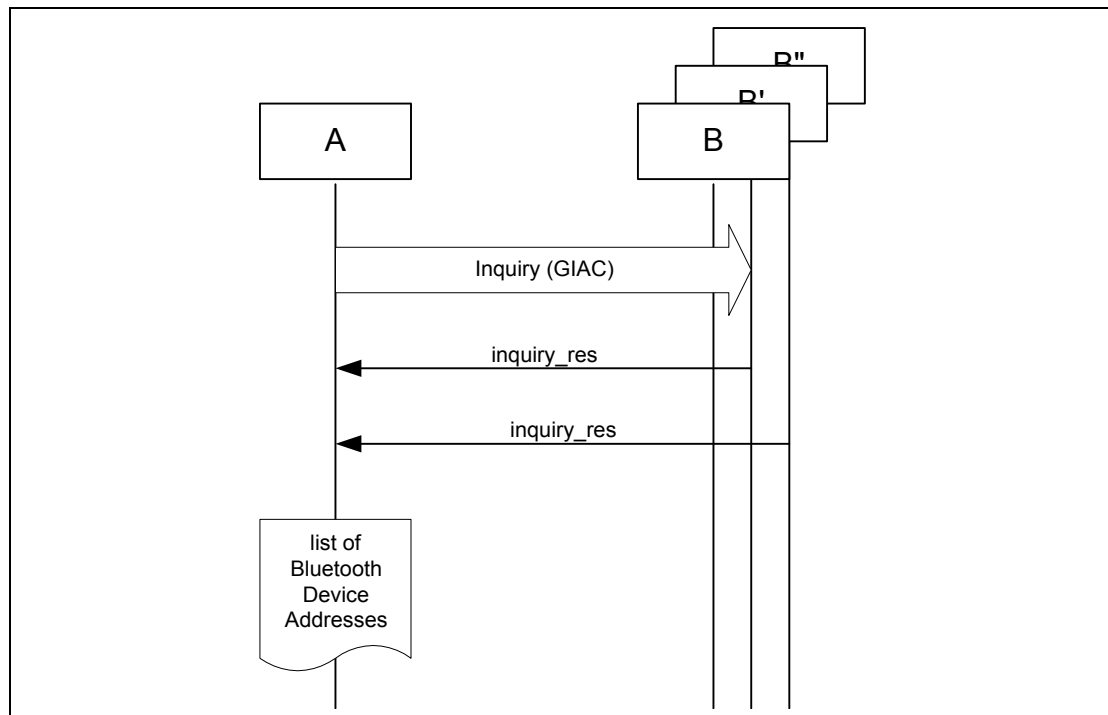 B"
B'
A
B
Inquiry (GIAC)
inquiry_res
inquiry_res
list of
Bluetooth
Device
Addresses